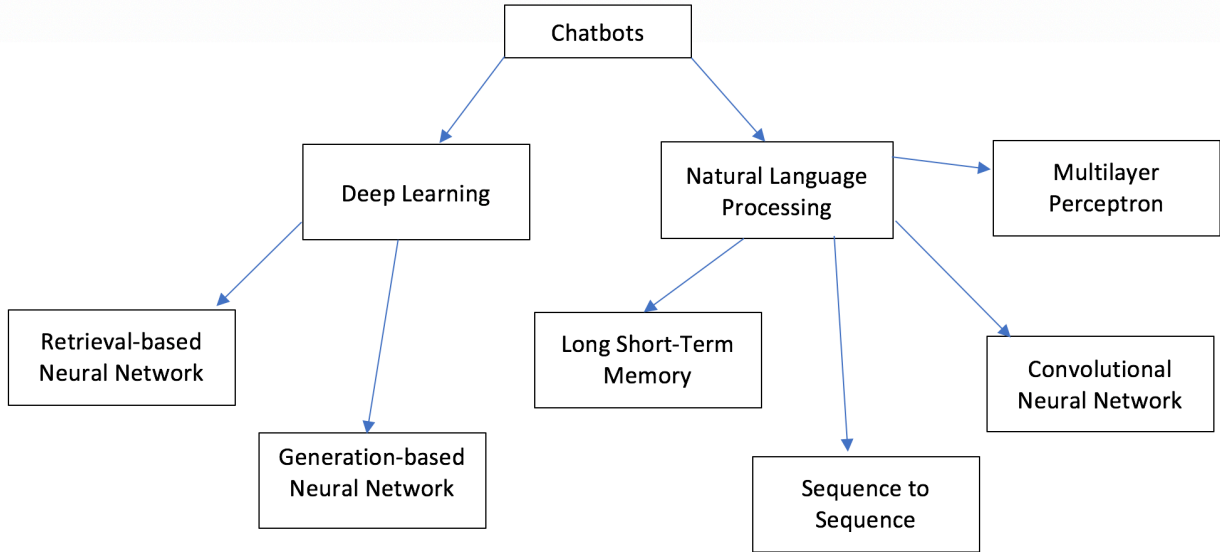 Chatbots
Deep Learning
Natural Language
Processing
Multilayer
Perceptron
Retrieval-based
Neural Network
Long Short-Term
Memory
Convolutional
Neural Network
Generation-based
Neural Network
Sequence to
Sequence